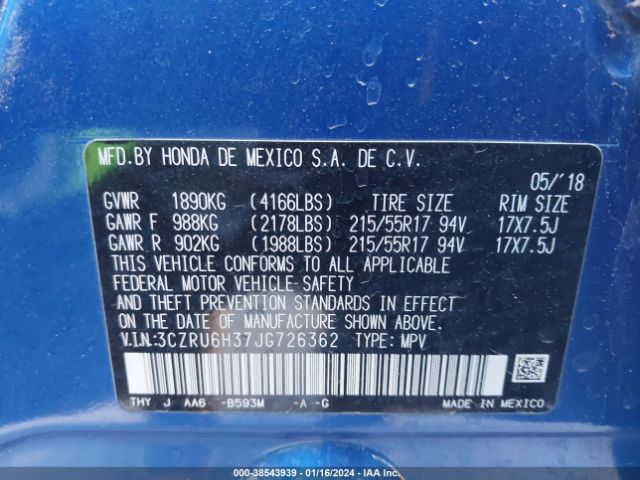 MFD.BY HONDA DE MEXICO S.A. DE C.V.
05/'18
GVWR 1890KG (4166LBS) TIRE SIZE RIM SIZE
GAWR F 988KG (2178LBS) 215/55R17 94V 17X7.5J
GAWR R 902KG (1988LBS) 215/55R17 94V 17X7.5J
THIS VEHICLE CONFORMS TO ALL APPLICABLE
FEDERAL MOTOR VEHICLE SAFETY
AND THEFT PREVENTION STANDARDS IN EFFECT
ON THE DATE OF MANUFACTURE SHOWN ABOVE.
V.I.N:3CZRU6H37JG726362 TYPE: MPV
THY J AA6 -B593M -A -G MADE IN MEXICO
000-38543939 - 01/16/2024 - IAA Inc.